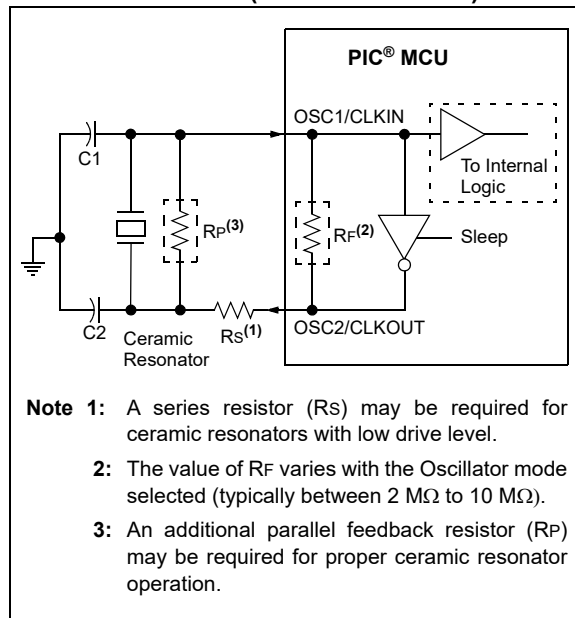 PIC® MCU
OSC1/CLKIN
C1
To Internal
Logic
RP(3)
RF(2)
Sleep
C2
Ceramic
Resonator
RS(1)
OSC2/CLKOUT
Note 1: A series resistor (RS) may be required for
ceramic resonators with low drive level.
2: The value of RF varies with the Oscillator mode
selected (typically between 2 MΩ to 10 MΩ).
3: An additional parallel feedback resistor (RP)
may be required for proper ceramic resonator
operation.